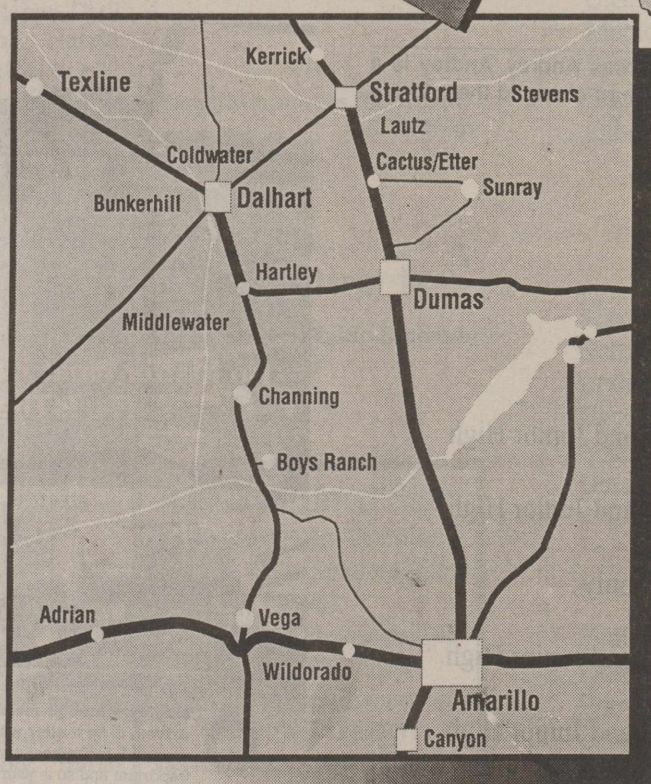 Kerrick
Texline
Stratford
Stevens
Lautz
Coldwater
Cactus/Etter
Sunray
Bunkerhill
Dalhart
Hartley
Dumas
Middlewater
Channing
Boys Ranch
Adrian
Vega
Wildorado
Amarillo
Canyon